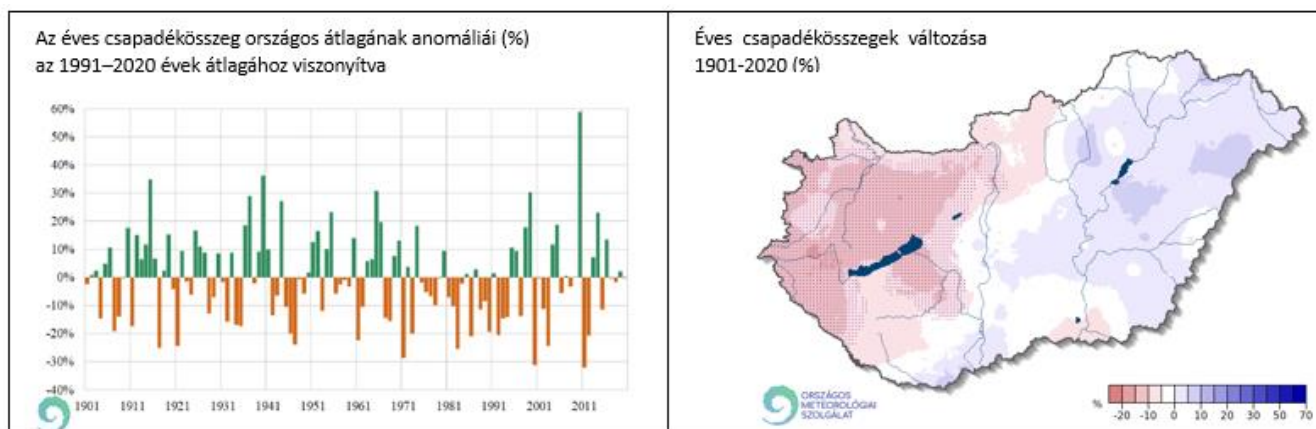 Az éves csapadékösszeg országos átlagának anomáliái (%)
az 1991–2020 évek átlagához viszonyítva
60%
50%
40%
30%
20%
10%
0%
-10%
-20%
-30%
-40%
1901 1911 1921 1931 1941 1951 1961 1971 1981 1991 2001 2011
Éves csapadékösszegek változása
1901-2020 (%)
ORSZÁGOS
METEOROLÓGIAI
SZOLGÁLAT
% -20 -10 0 10 20 30 40 50 70